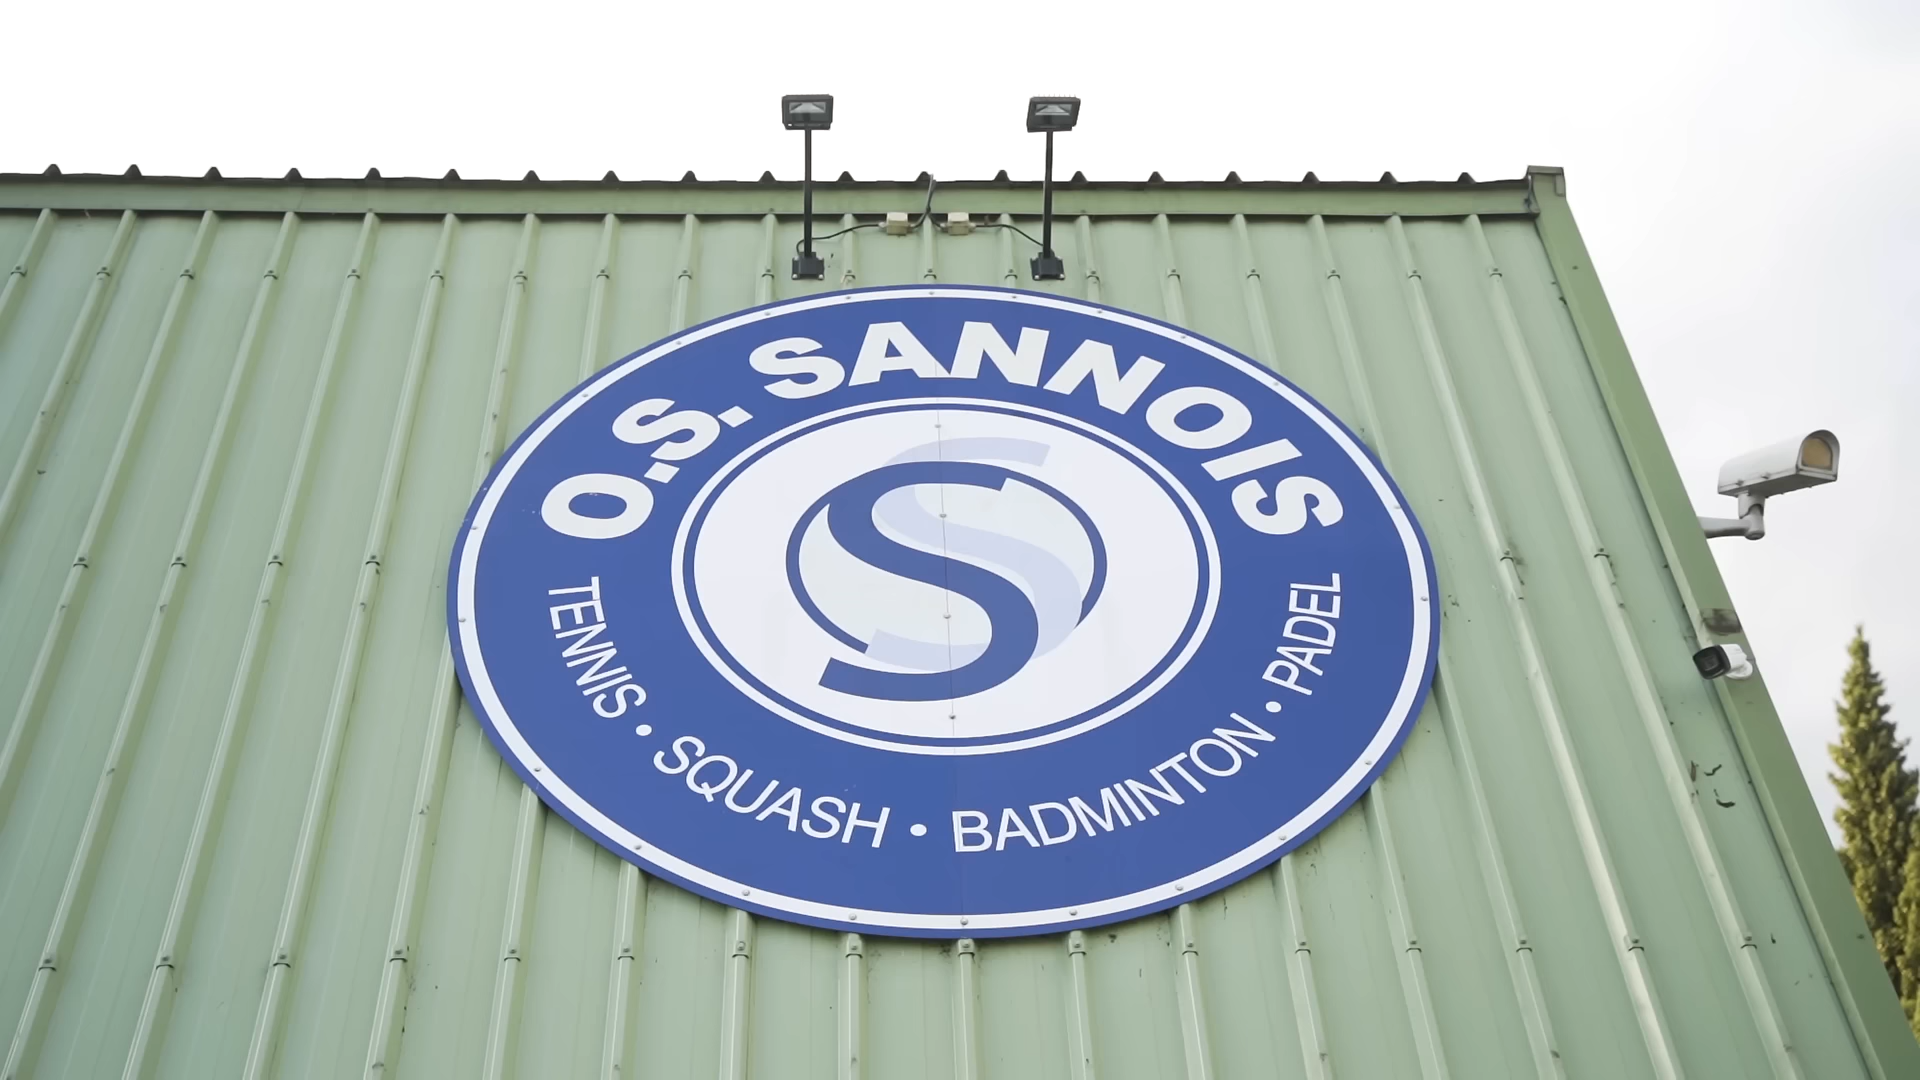 O.S. SANNOIS
S
TENNIS • SQUASH • BADMINTON • PADEL